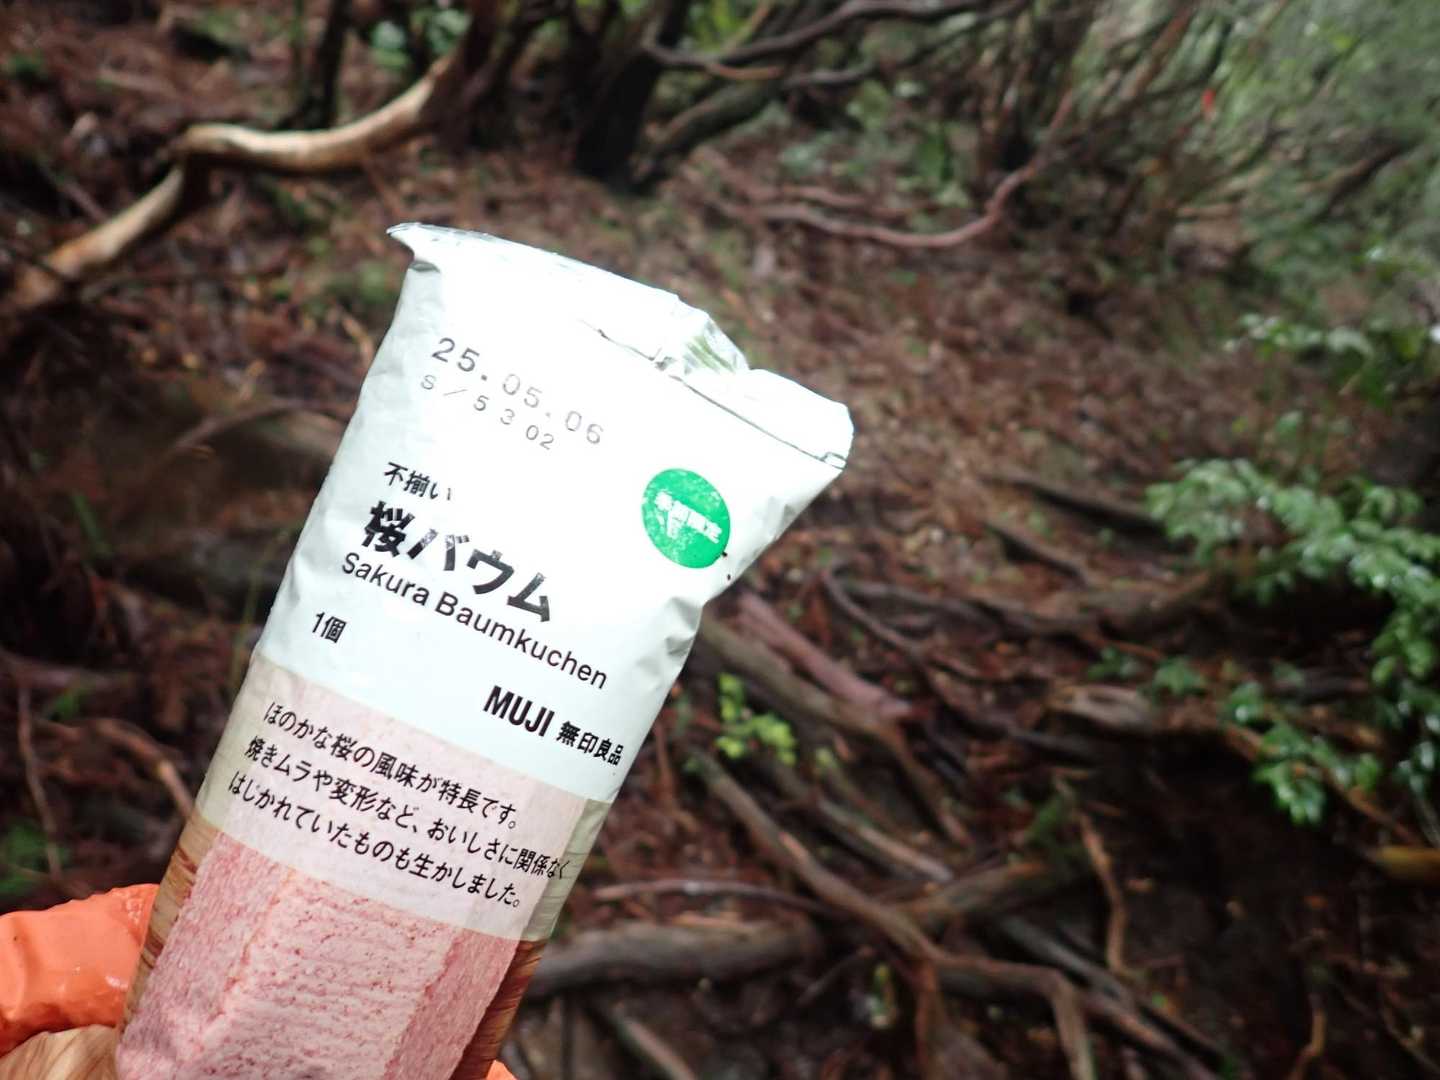 25.05.06
S/5302
不揃い
桜バウム
Sakura Baumkuchen
1個
MUJI 無印良品
ほのかな桜の風味が特長です。
焼きムラや変形など、おいしさに関係なく
はじかれていたものも生かしました。